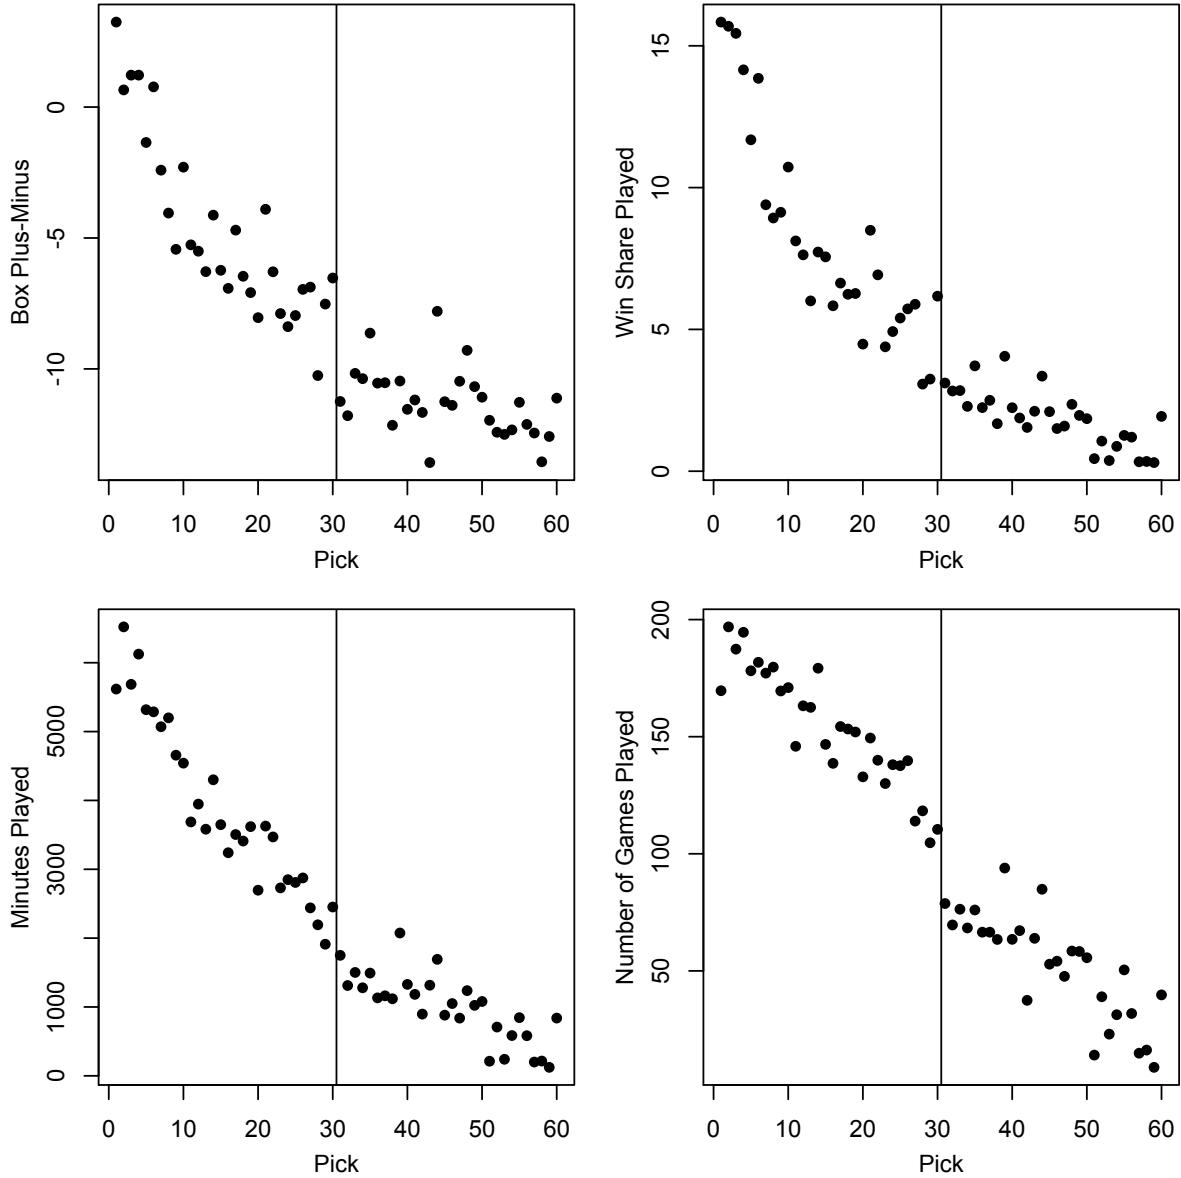 Box Plus-Minus
0
-5
-10
0 10 20 30 40 50 60
Pick
Win Share Played
15
10
5
0
0 10 20 30 40 50 60
Pick
Minutes Played
5000
3000
1000
0
0 10 20 30 40 50 60
Pick
Number of Games Played
200
150
100
50
0 10 20 30 40 50 60
Pick